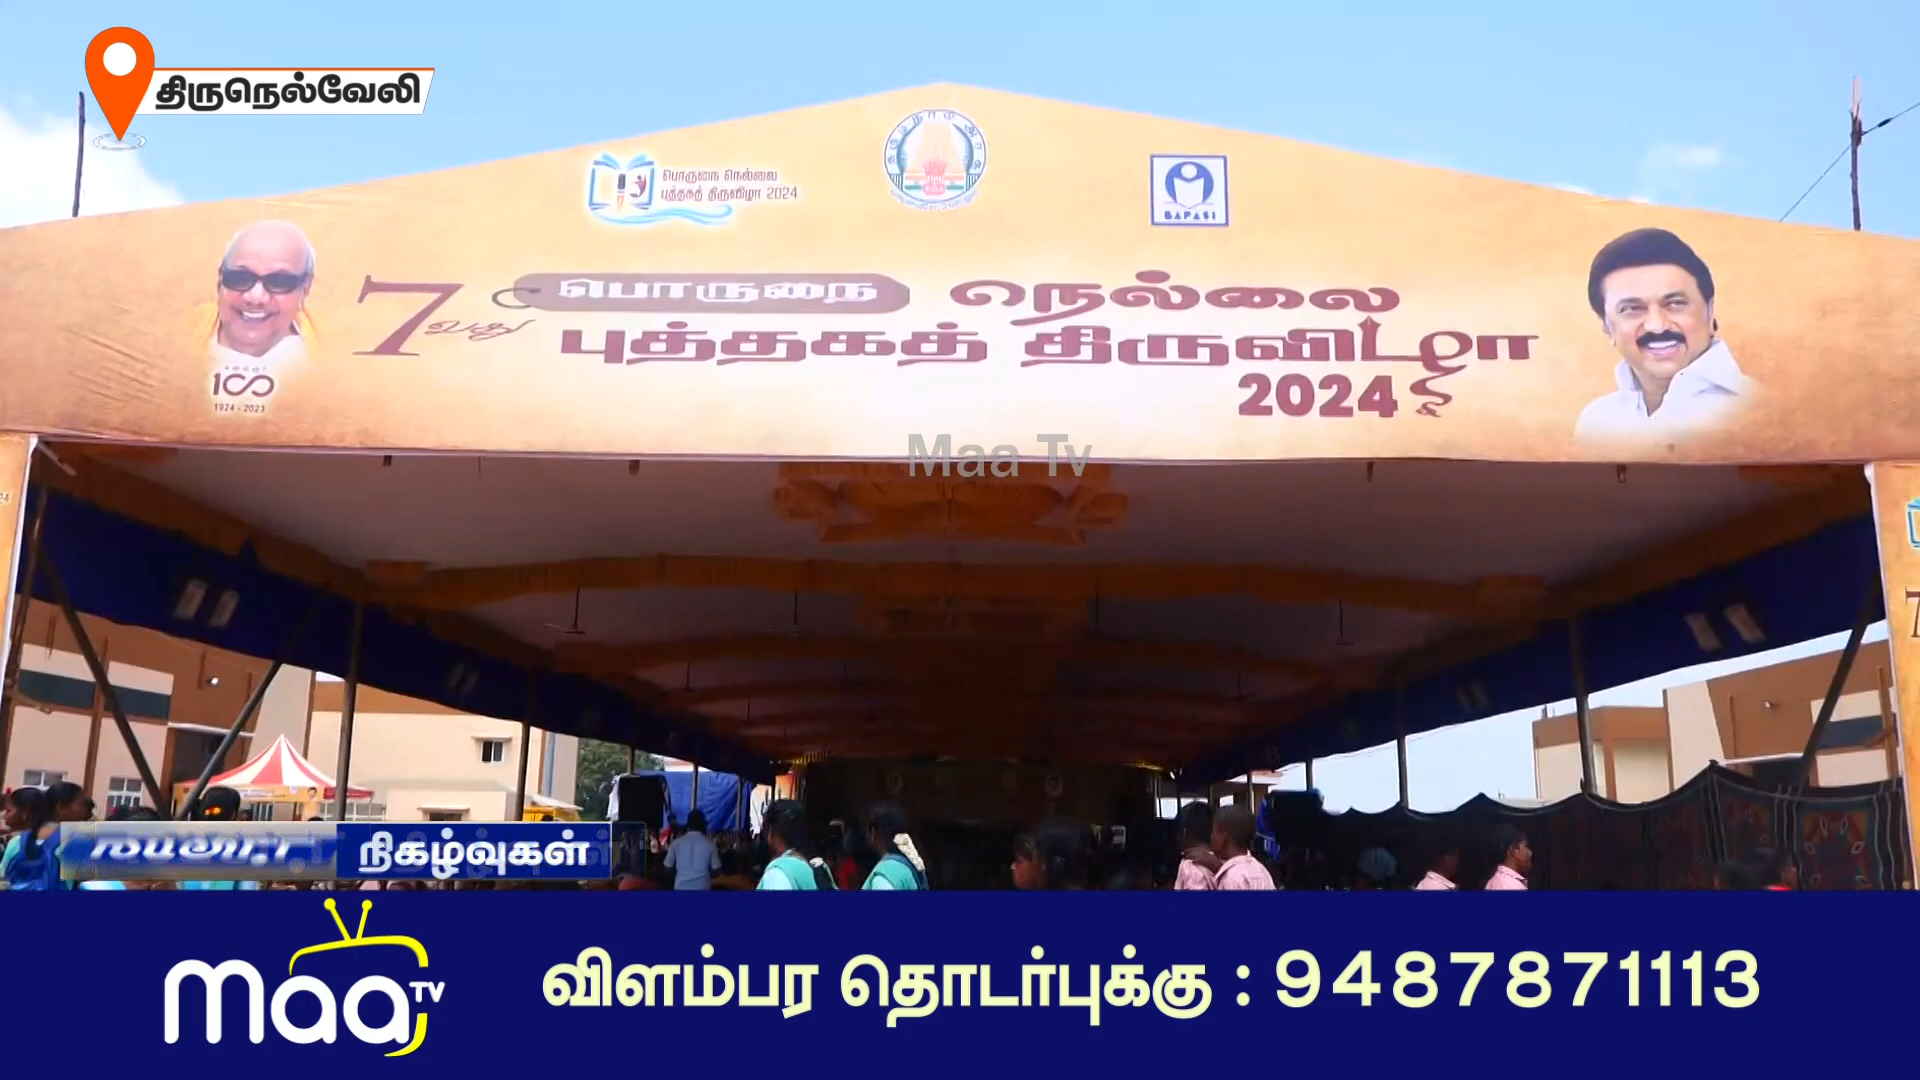 திருநெல்வேலி
பொருநை நெல்லை
புத்தகத் திருவிழா 2024
BAPASI
7வது பொருநை நெல்லை
புத்தகத் திருவிழா
2024
100
1924 - 2023
Maa Tv
நிகழ்வுகள்
maa TV
விளம்பர தொடர்புக்கு : 9487871113